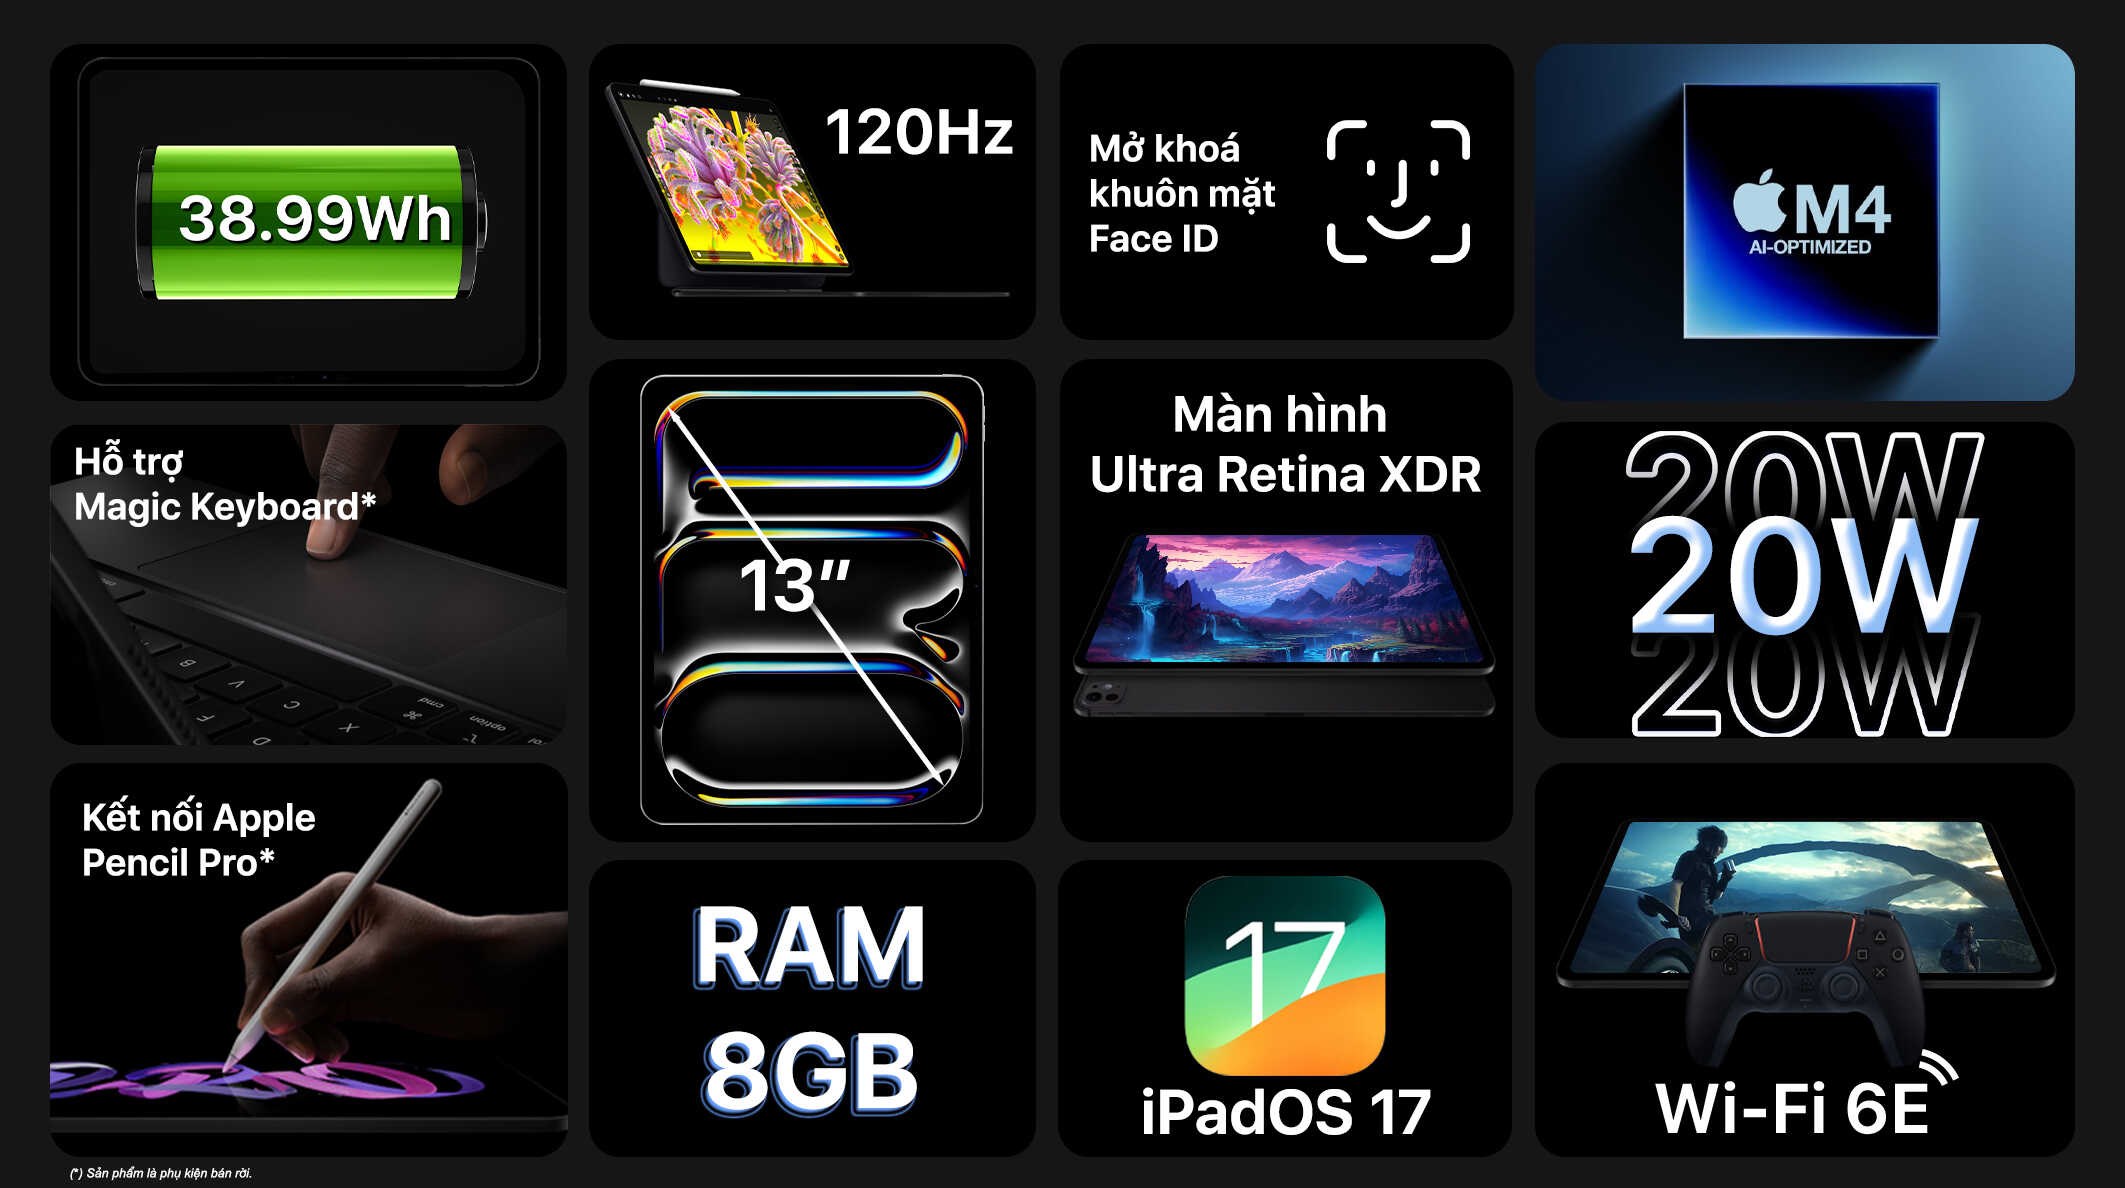 38.99Wh
120Hz
Mở khoá
khuôn mặt
Face ID
M4
AI-OPTIMIZED
Hỗ trợ
Magic Keyboard*
13"
Màn hình
Ultra Retina XDR
20W
20W
20W
Kết nối Apple
Pencil Pro*
RAM
8GB
17
iPadOS 17
Wi-Fi 6E
(*) Sản phẩm là phụ kiện bán rời.